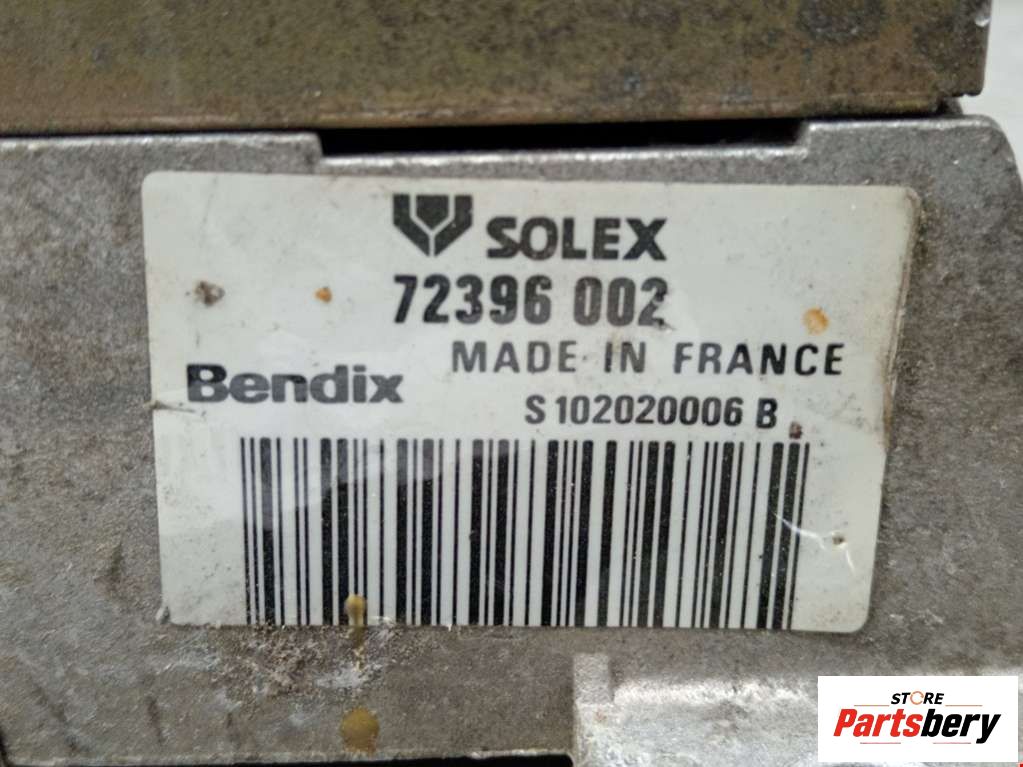 SOLEX
72396 002
MADE IN FRANCE
Bendix
S 102020006 B
STORE
Partsbery